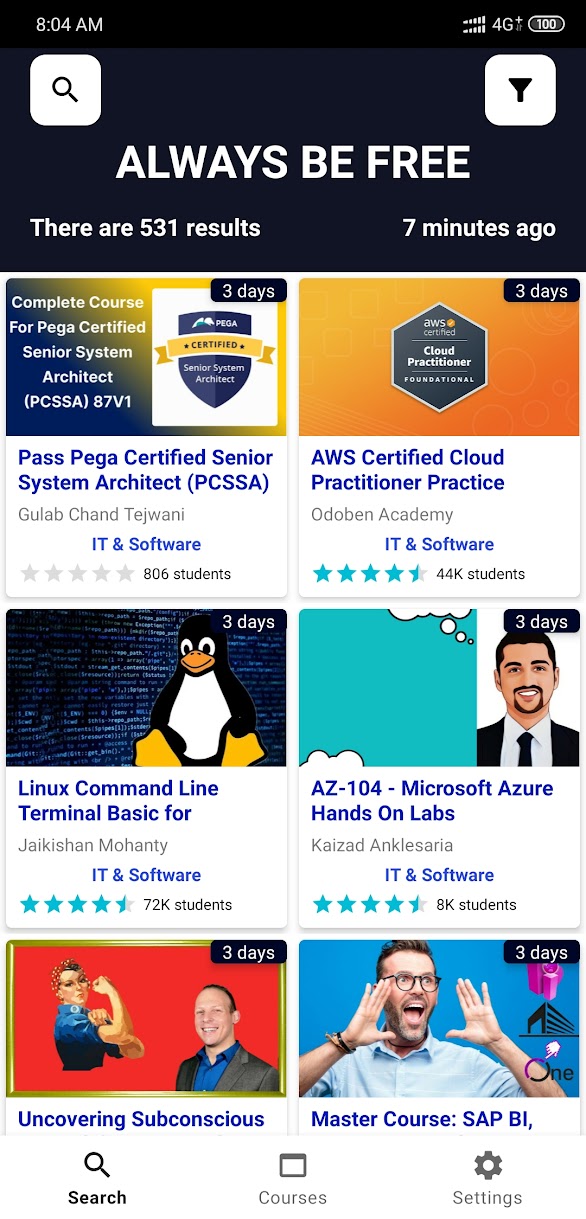 8:04 AM
4G+
100
ALWAYS BE FREE
There are 531 results
7 minutes ago
3 days
Complete Course
For Pega Certified
Senior System
Architect
(PCSSA) 87V1
PEGA
CERTIFIED
Senior System
Architect
Pass Pega Certified Senior
System Architect (PCSSA)
Gulab Chand Tejwani
IT & Software
806 students
3 days
aws
certified
Cloud
Practitioner
FOUNDATIONAL
AWS Certified Cloud
Practitioner Practice
Odoben Academy
IT & Software
44K students
3 days
Linux Command Line
Terminal Basic for
Jaikishan Mohanty
IT & Software
72K students
3 days
AZ-104 - Microsoft Azure
Hands On Labs
Kaizad Anklesaria
IT & Software
8K students
3 days
Uncovering Subconscious
3 days
One
Master Course: SAP BI,
Search
Courses
Settings